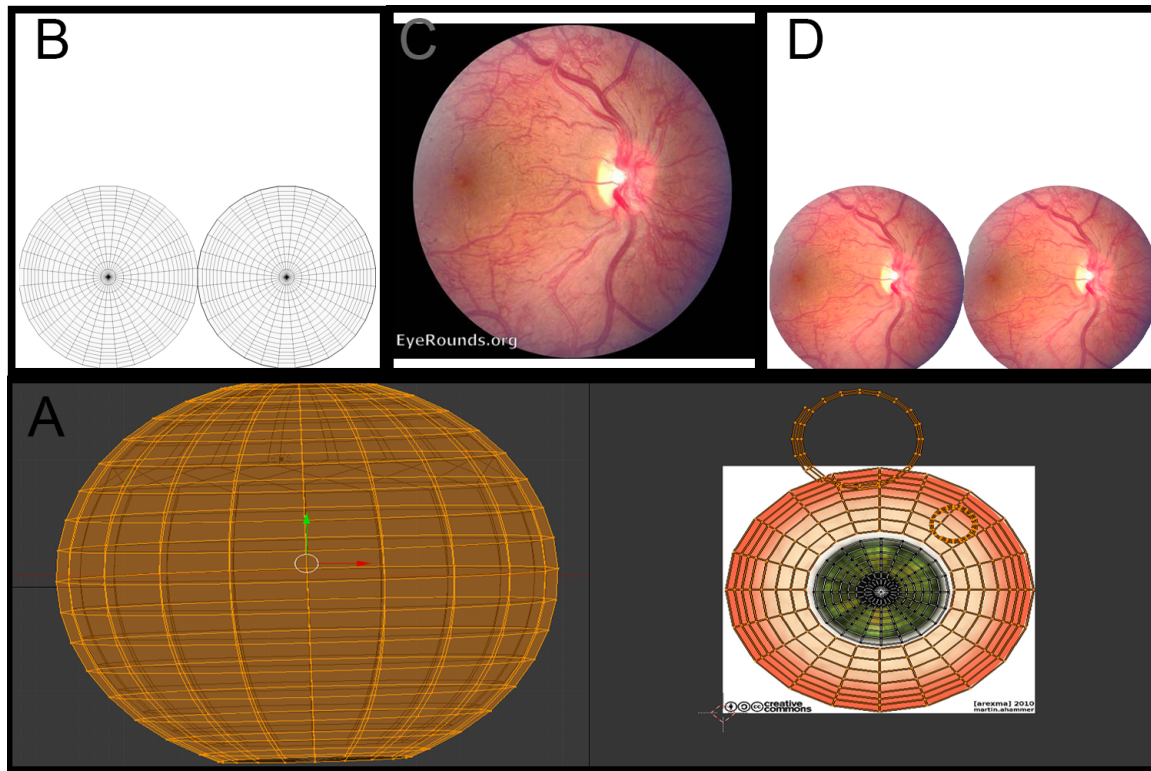 B
C
D
EyeRounds.org
A
creative
commons
[arexma] 2010
martin.ahammer